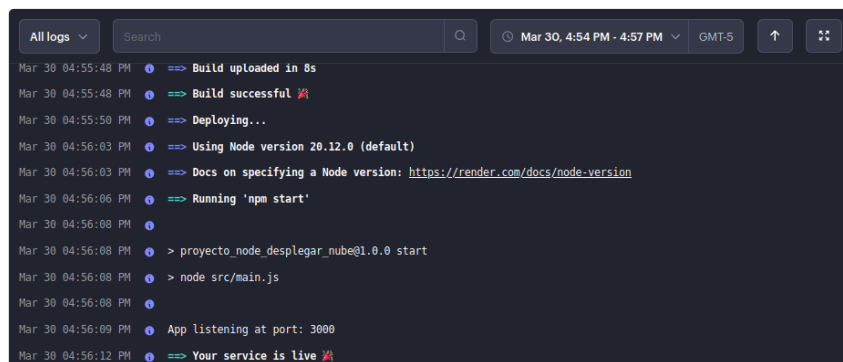 All logs Search Mar 30, 4:54 PM - 4:57 PM GMT-5
Mar 30 04:55:48 PM ==> Build uploaded in 8s
Mar 30 04:55:48 PM ==> Build successful 🎉
Mar 30 04:55:50 PM ==> Deploying...
Mar 30 04:56:03 PM ==> Using Node version 20.12.0 (default)
Mar 30 04:56:03 PM ==> Docs on specifying a Node version: https://render.com/docs/node-version
Mar 30 04:56:06 PM ==> Running 'npm start'
Mar 30 04:56:08 PM
Mar 30 04:56:08 PM > proyecto_node_desplegar_nube@1.0.0 start
Mar 30 04:56:08 PM > node src/main.js
Mar 30 04:56:08 PM
Mar 30 04:56:09 PM App listening at port: 3000
Mar 30 04:56:12 PM ==> Your service is live 🎉